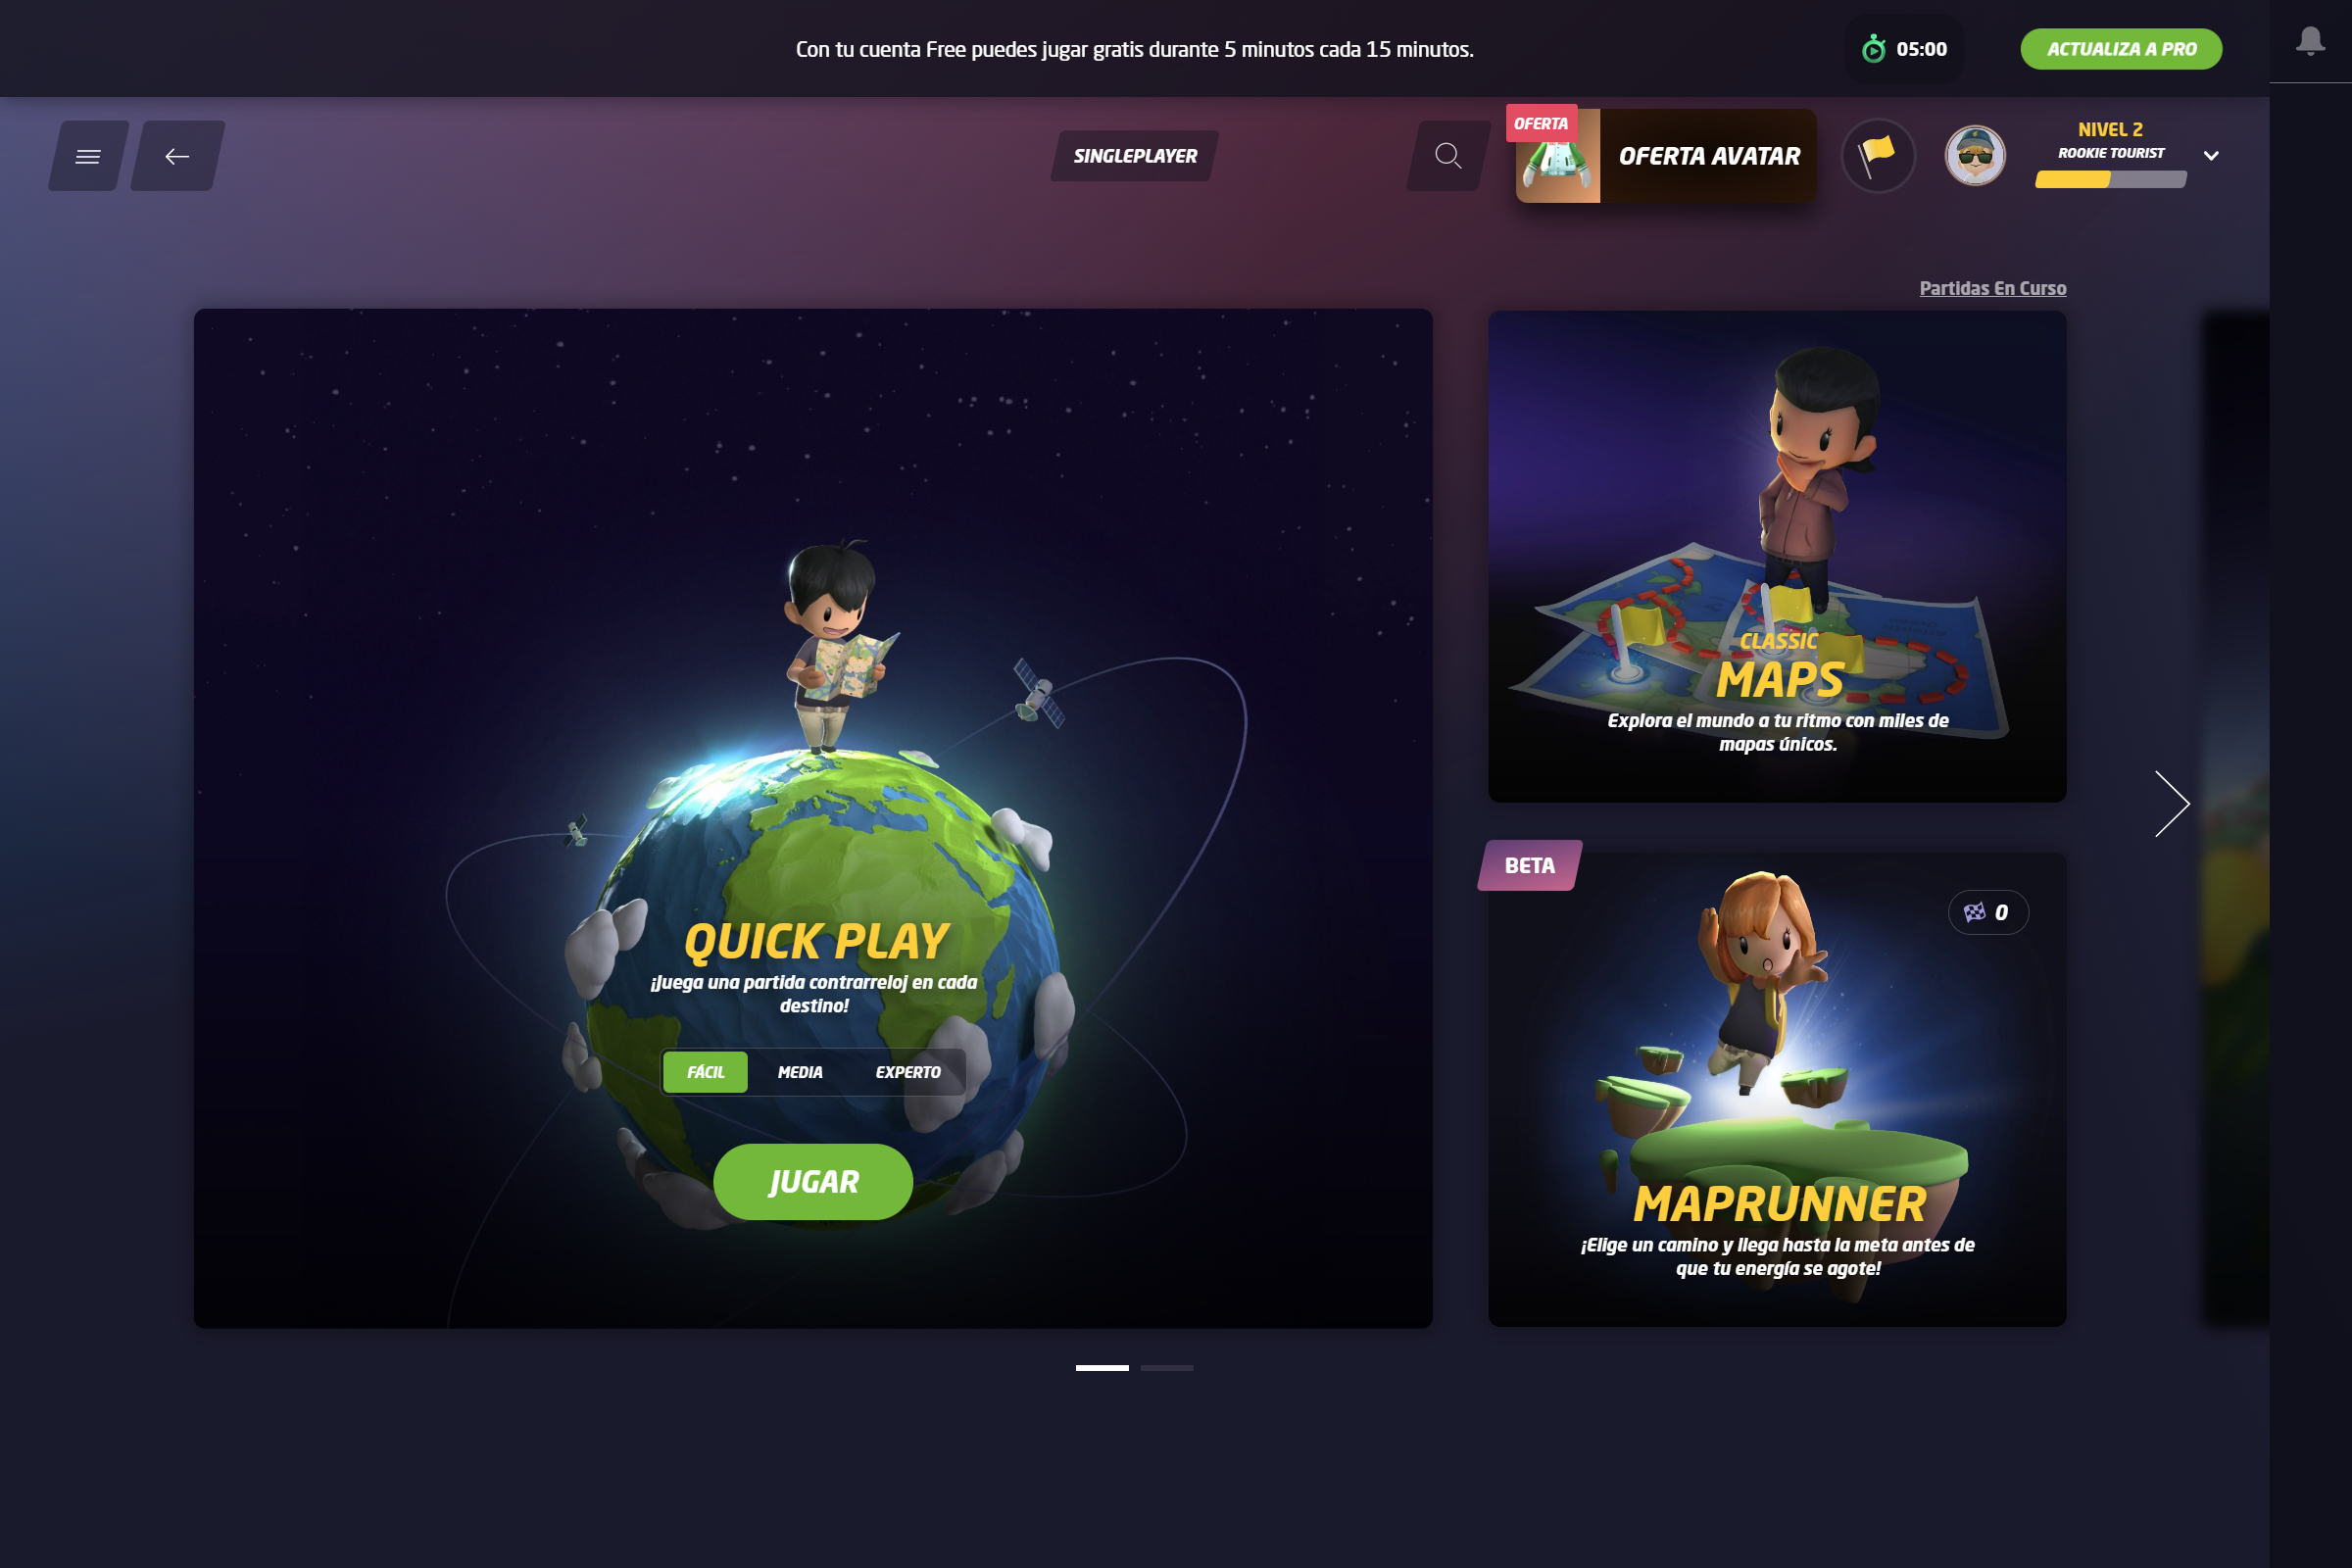 Con tu cuenta Free puedes jugar gratis durante 5 minutos cada 15 minutos.
05:00
ACTUALIZA A PRO
SINGLEPLAYER
OFERTA
OFERTA AVATAR
NIVEL 2
ROOKIE TOURIST
Partidas En Curso
QUICK PLAY
¡Juega una partida contrarreloj en cada
destino!
FÁCIL
MEDIA
EXPERTO
JUGAR
CLASSIC
MAPS
Explora el mundo a tu ritmo con miles de
mapas únicos.
BETA
0
MAPRUNNER
¡Elige un camino y llega hasta la meta antes de
que tu energía se agote!